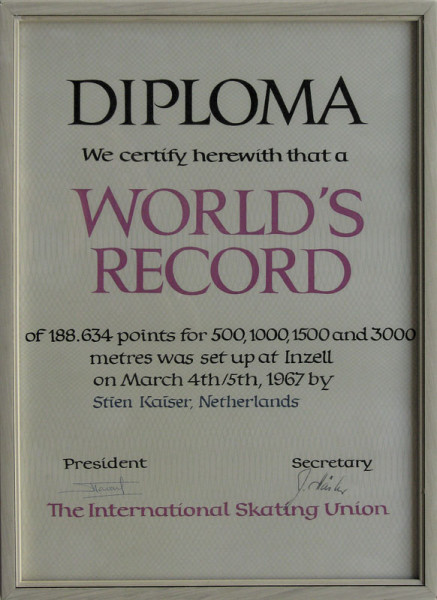 DIPLOMA
We certify herewith that a
WORLD'S
RECORD
of 188.634 points for 500, 1000, 1500 and 3000
metres was set up at Inzell
on March 4th/5th, 1967 by
Stien Kaiser, Netherlands
President Secretary
The International Skating Union